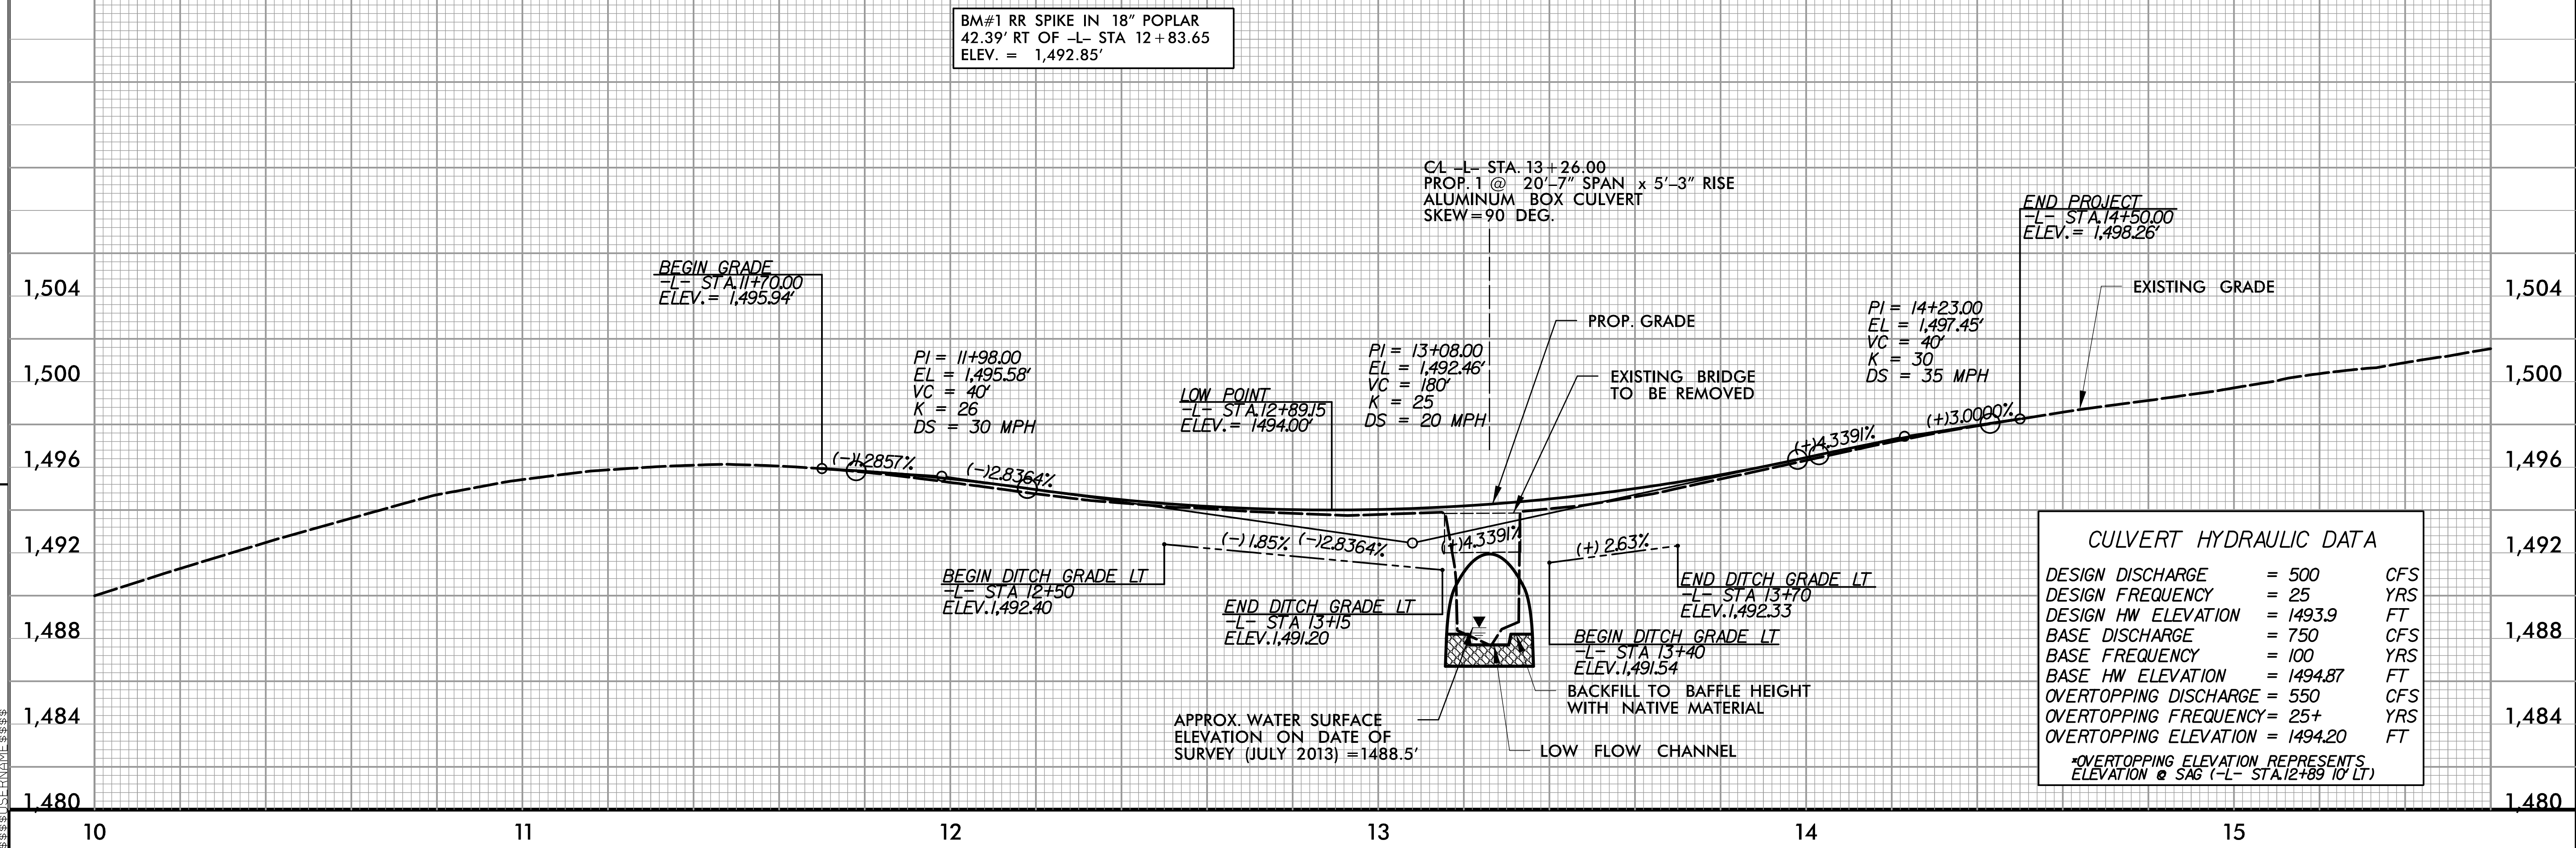 BM#1 RR SPIKE IN 18" POPLAR
42.39' RT OF -L- STA 12+83.65
ELEV. = 1,492.85'
C/L -L- STA. 13+26.00
PROP. 1 @ 20'-7" SPAN x 5'-3" RISE
ALUMINUM BOX CULVERT
SKEW=90 DEG.
END PROJECT
-L- STA.14+50.00
ELEV.= 1,498.26'
BEGIN GRADE
-L- STA.11+70.00
ELEV.= 1,495.94'
EXISTING GRADE
PROP. GRADE
PI = 11+98.00
EL = 1,495.58'
VC = 40'
K = 26
DS = 30 MPH
LOW POINT
-L- STA.12+89.15
ELEV.= 1494.00'
PI = 13+08.00
EL = 1,492.46'
VC = 180'
K = 25
DS = 20 MPH
EXISTING BRIDGE
TO BE REMOVED
PI = 14+23.00
EL = 1,497.45'
VC = 40'
K = 30
DS = 35 MPH
(-)1.2857%
(-)2.8364%
(+)4.3391%
(+)3.0000%
(-)1.85%
(-)2.8364%
(+)4.3391%
(+)2.63%
BEGIN DITCH GRADE LT
-L- STA 12+50
ELEV.1,492.40
END DITCH GRADE LT
-L- STA 13+15
ELEV.1,491.20
END DITCH GRADE LT
-L- STA 13+70
ELEV.1,492.33
BEGIN DITCH GRADE LT
-L- STA 13+40
ELEV.1,491.54
BACKFILL TO BAFFLE HEIGHT
WITH NATIVE MATERIAL
APPROX. WATER SURFACE
ELEVATION ON DATE OF
SURVEY (JULY 2013) =1488.5'
LOW FLOW CHANNEL
CULVERT HYDRAULIC DATA
DESIGN DISCHARGE = 500 CFS
DESIGN FREQUENCY = 25 YRS
DESIGN HW ELEVATION = 1493.9 FT
BASE DISCHARGE = 750 CFS
BASE FREQUENCY = 100 YRS
BASE HW ELEVATION = 1494.87 FT
OVERTOPPING DISCHARGE = 550 CFS
OVERTOPPING FREQUENCY= 25+ YRS
OVERTOPPING ELEVATION = 1494.20 FT
*OVERTOPPING ELEVATION REPRESENTS
ELEVATION @ SAG (-L- STA.12+89 10' LT)
1,504
1,500
1,496
1,492
1,488
1,484
1,480
1,504
1,500
1,496
1,492
1,488
1,484
1,480
10 11 12 13 14 15